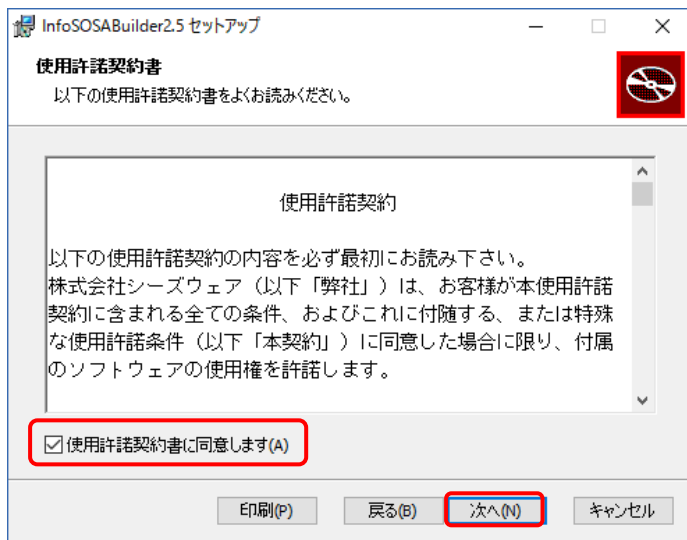 InfoSOSABuilder2.5 セットアップ
使用許諾契約書
以下の使用許諾契約書をよくお読みください。
使用許諾契約
以下の使用許諾契約の内容を必ず最初にお読み下さい。
株式会社シーズウェア（以下「弊社」）は、お客様が本使用許諾
契約に含まれる全ての条件、およびこれに付随する、または特殊
な使用許諾条件（以下「本契約」）に同意した場合に限り、付属
のソフトウェアの使用権を許諾します。
使用許諾契約書に同意します(A)
印刷(P) 戻る(B) 次へ(N) キャンセル